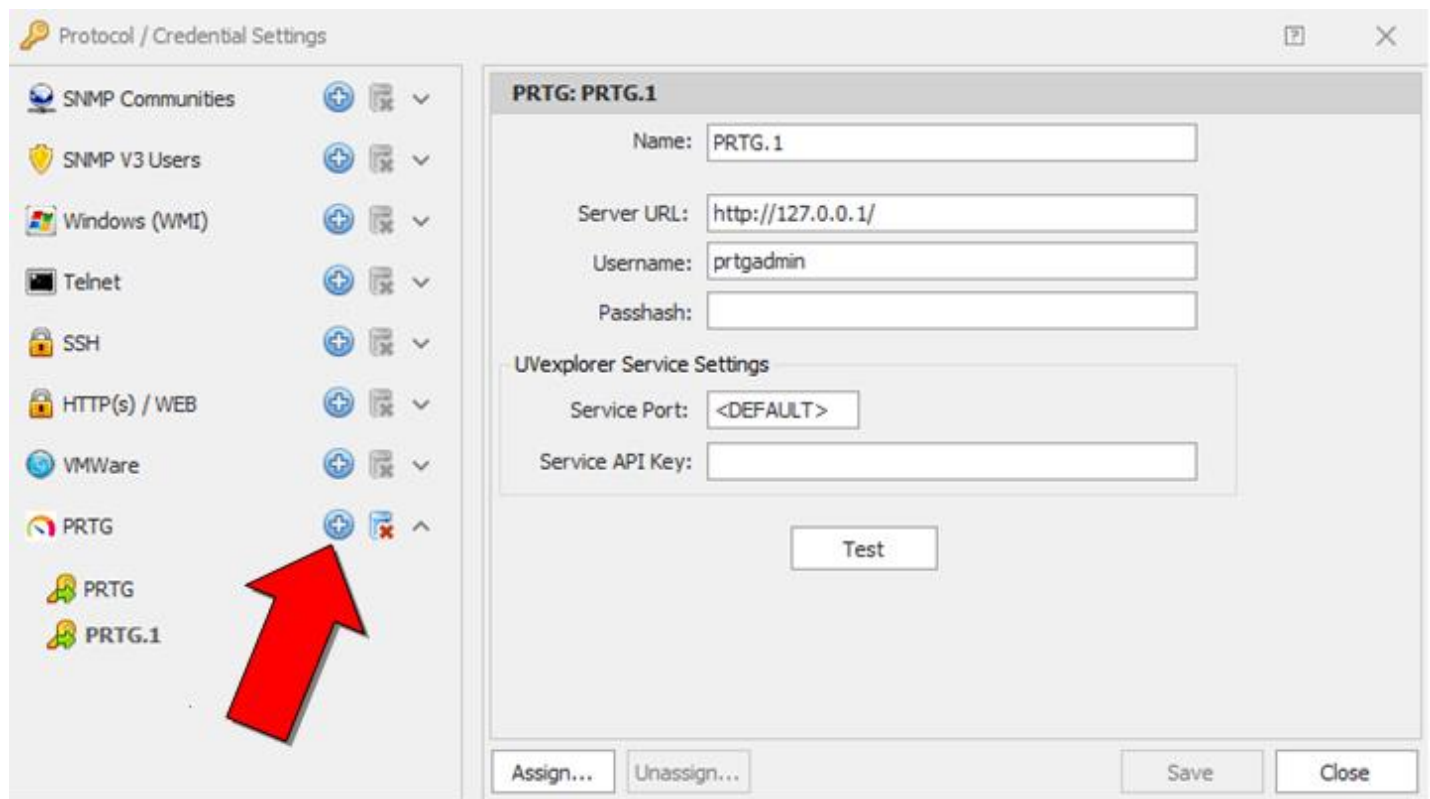 Protocol / Credential Settings
SNMP Communities
SNMP V3 Users
Windows (WMI)
Telnet
SSH
HTTP(s) / WEB
VMWare
PRTG
PRTG
PRTG.1
PRTG: PRTG.1
Name: PRTG.1
Server URL: http://127.0.0.1/
Username: prtgadmin
Passhash:
UVexplorer Service Settings
Service Port: <DEFAULT>
Service API Key:
Test
Assign... Unassign... Save Close